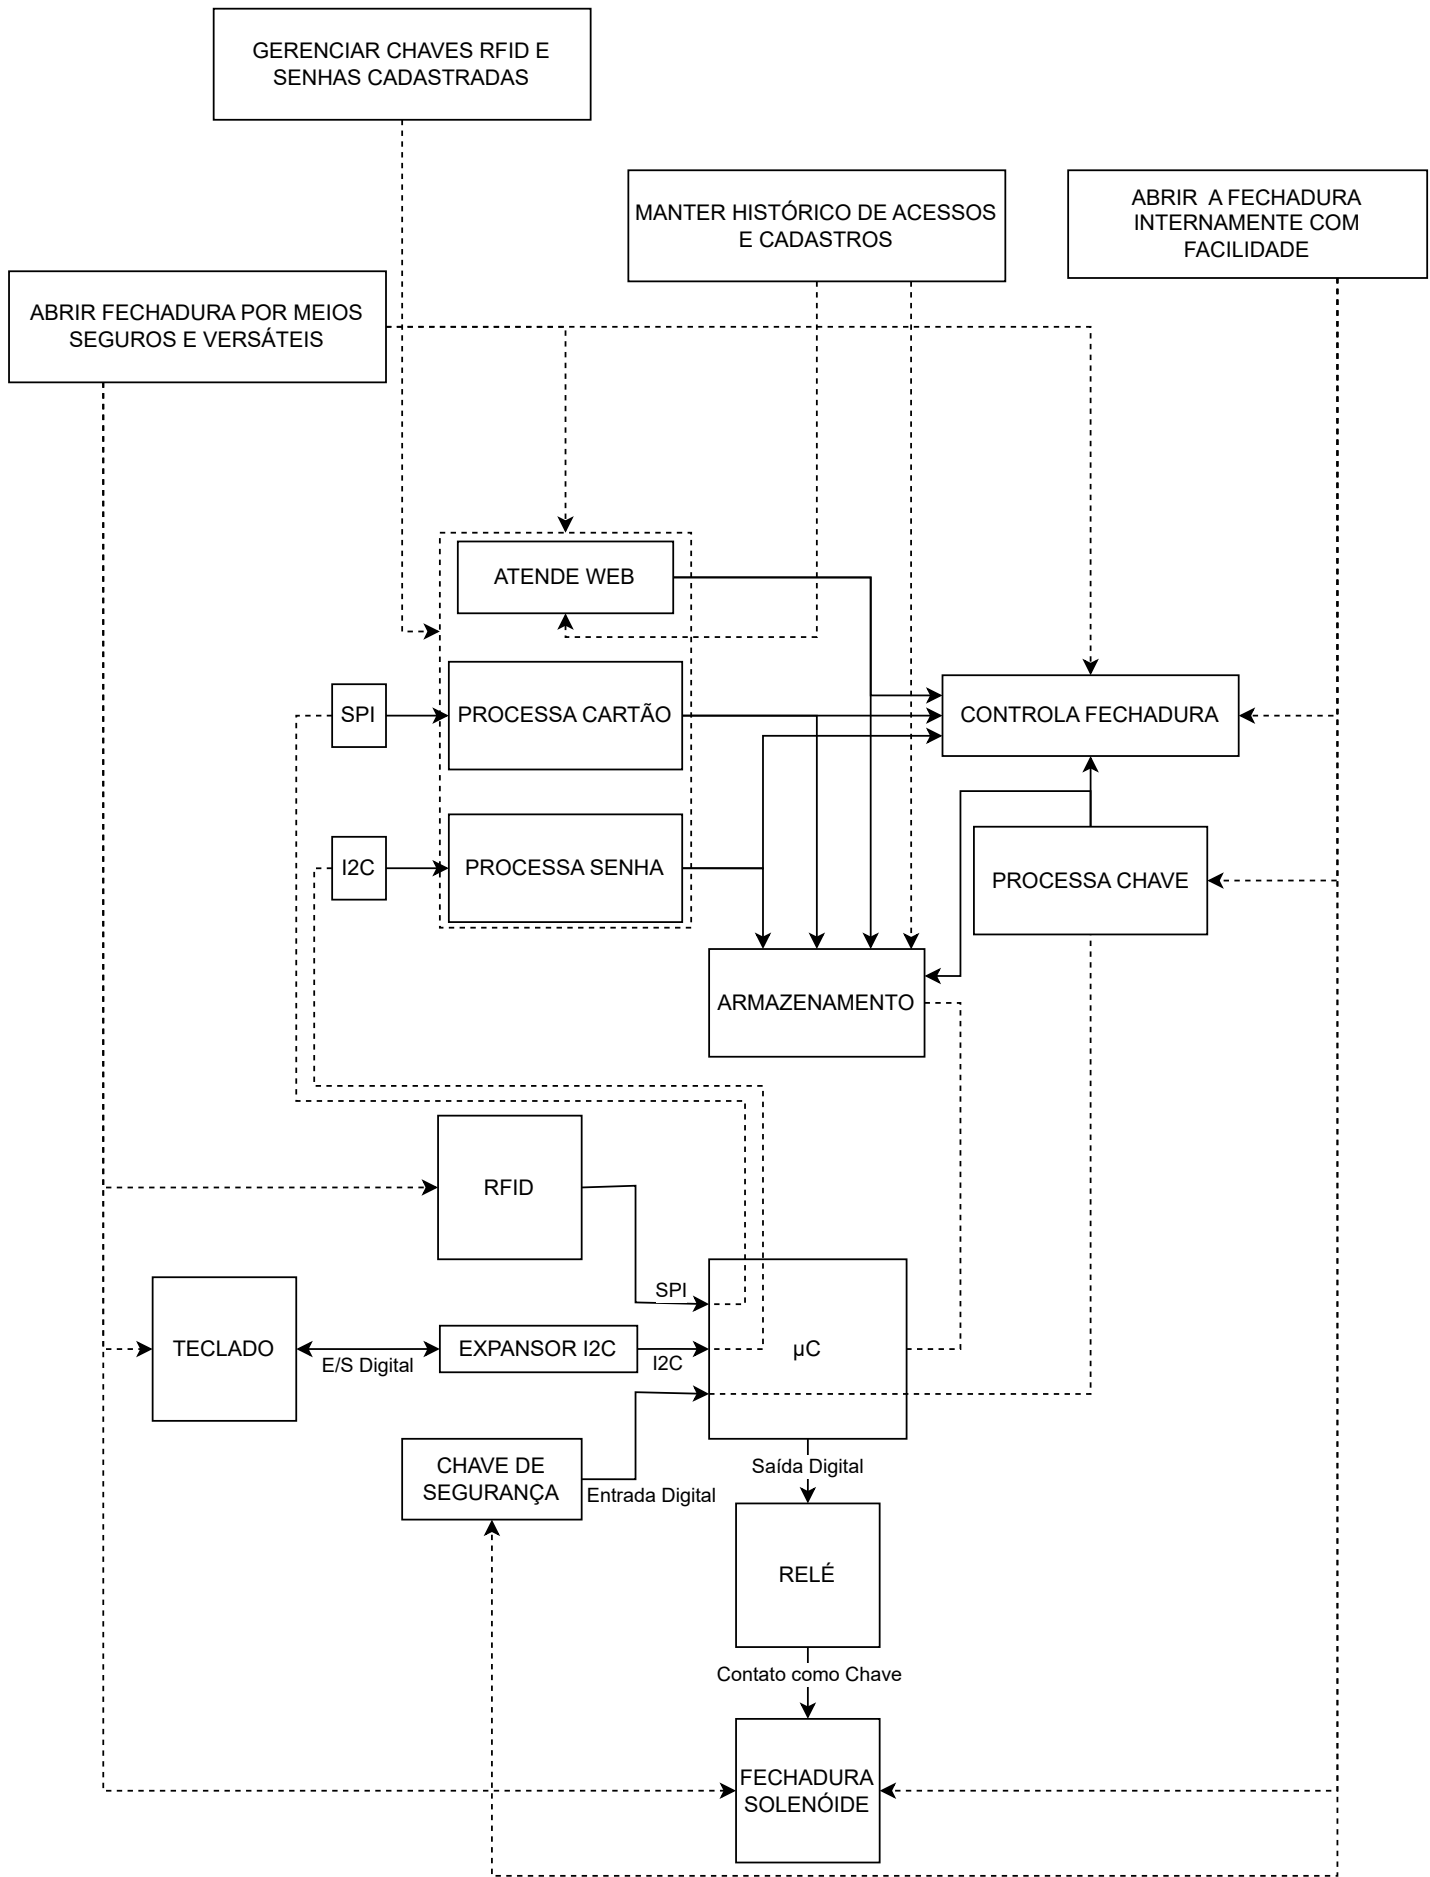 GERENCIAR CHAVES RFID E
SENHAS CADASTRADAS
MANTER HISTÓRICO DE ACESSOS
E CADASTROS
ABRIR A FECHADURA
INTERNAMENTE COM
FACILIDADE
ABRIR FECHADURA POR MEIOS
SEGUROS E VERSÁTEIS
ATENDE WEB
SPI
PROCESSA CARTÃO
CONTROLA FECHADURA
I2C
PROCESSA SENHA
PROCESSA CHAVE
ARMAZENAMENTO
RFID
SPI
TECLADO
E/S Digital
EXPANSOR I2C
I2C
µC
CHAVE DE
SEGURANÇA
Entrada Digital
Saída Digital
RELÉ
Contato como Chave
FECHADURA
SOLENÓIDE